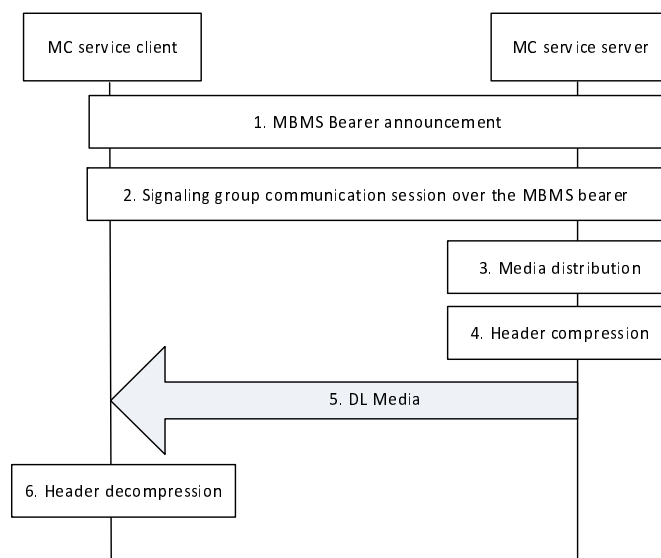 MC service client
MC service server
1. MBMS Bearer announcement
2. Signaling group communication session over the MBMS bearer
3. Media distribution
4. Header compression
5. DL Media
6. Header decompression